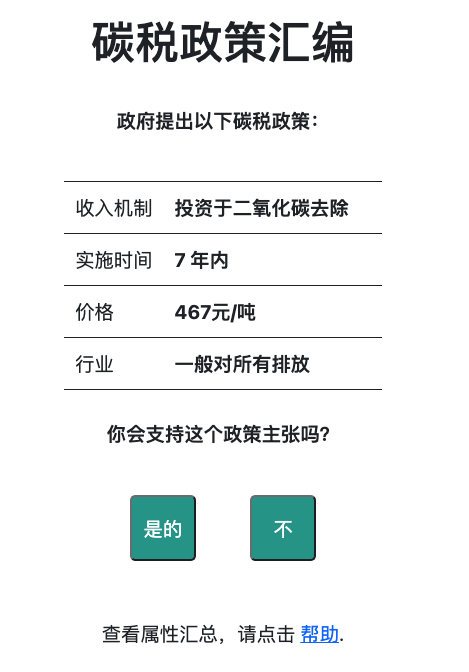 碳税政策汇编
政府提出以下碳税政策：
收入机制 投资于二氧化碳去除
实施时间 7 年内
价格 467元/吨
行业 一般对所有排放
你会支持这个政策主张吗?
是的 不
查看属性汇总，请点击 帮助.